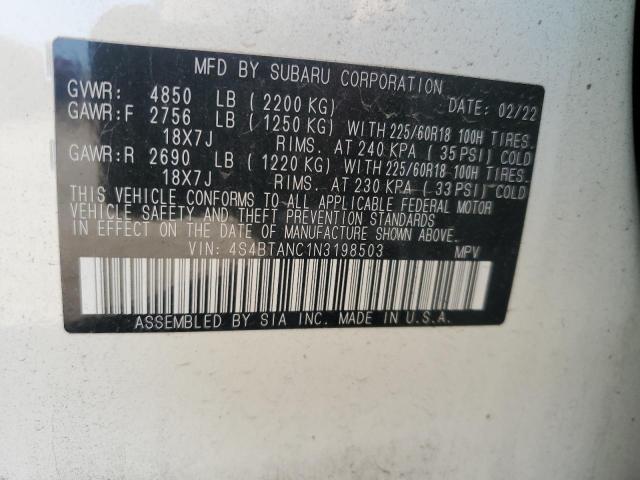 MFD BY SUBARU CORPORATION
GVWR: 4850 LB (2200 KG) DATE: 02/22
GAWR:F 2756 LB (1250 KG) WITH 225/60R18 100H TIRES.
18X7J RIMS. AT 240 KPA (35 PSI) COLD
GAWR:R 2690 LB (1220 KG) WITH 225/60R18 100H TIRES.
18X7J RIMS. AT 230 KPA (33 PSI) COLD
THIS VEHICLE CONFORMS TO ALL APPLICABLE FEDERAL MOTOR
VEHICLE SAFETY AND THEFT PREVENTION STANDARDS
IN EFFECT ON THE DATE OF MANUFACTURE SHOWN ABOVE.
VIN: 4S4BTANC1N3198503 MPV
ASSEMBLED BY SIA INC. MADE IN U.S.A.